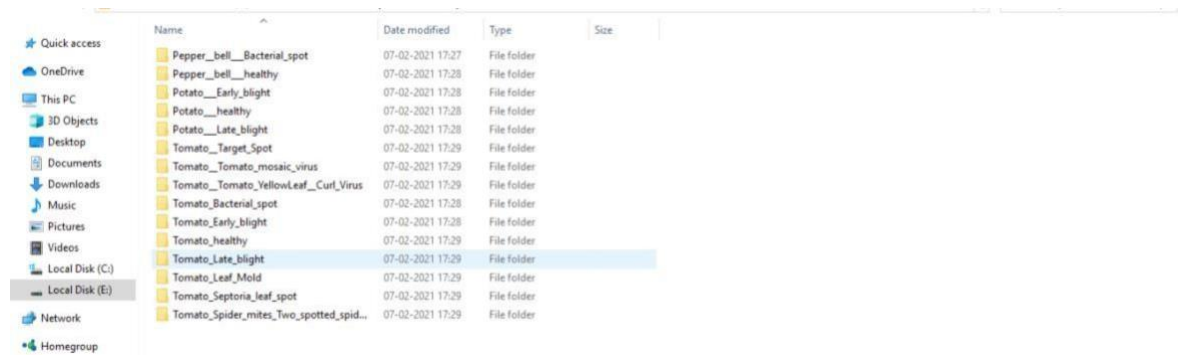 Name Date modified Type Size
Quick access
OneDrive
This PC
3D Objects
Desktop
Documents
Downloads
Music
Pictures
Videos
Local Disk (C:)
Local Disk (E:)
Network
Homegroup
Pepper__bell___Bacterial_spot 07-02-2021 17:27 File folder
Pepper__bell___healthy 07-02-2021 17:28 File folder
Potato___Early_blight 07-02-2021 17:28 File folder
Potato___healthy 07-02-2021 17:28 File folder
Potato___Late_blight 07-02-2021 17:28 File folder
Tomato__Target_Spot 07-02-2021 17:29 File folder
Tomato__Tomato_mosaic_virus 07-02-2021 17:29 File folder
Tomato__Tomato_YellowLeaf__Curl_Virus 07-02-2021 17:29 File folder
Tomato_Bacterial_spot 07-02-2021 17:28 File folder
Tomato_Early_blight 07-02-2021 17:28 File folder
Tomato_healthy 07-02-2021 17:29 File folder
Tomato_Late_blight 07-02-2021 17:29 File folder
Tomato_Leaf_Mold 07-02-2021 17:29 File folder
Tomato_Septoria_leaf_spot 07-02-2021 17:29 File folder
Tomato_Spider_mites_Two_spotted_spid... 07-02-2021 17:29 File folder